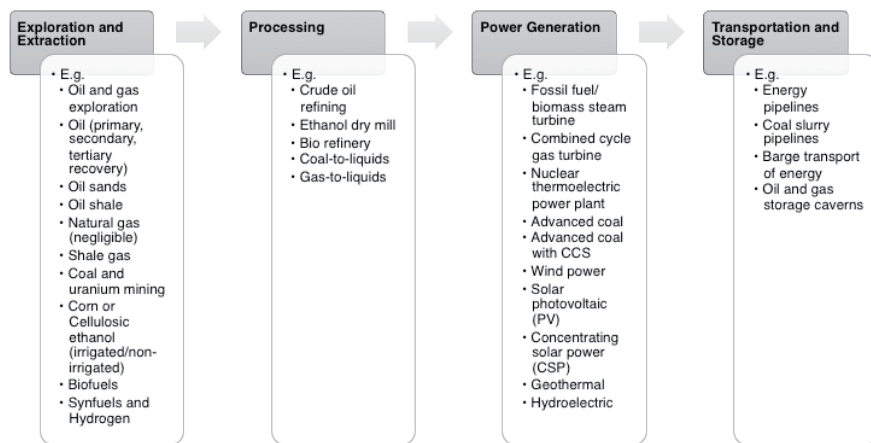 Exploration and
Extraction
• E.g.
• Oil and gas
exploration
• Oil (primary,
secondary,
tertiary
recovery)
• Oil sands
• Oil shale
• Natural gas
(negligible)
• Shale gas
• Coal and
uranium mining
• Corn or
Cellulosic
ethanol
(irrigated/non-
irrigated)
• Biofuels
• Synfuels and
Hydrogen
Processing
• E.g.
• Crude oil
refining
• Ethanol dry mill
• Bio refinery
• Coal-to-liquids
• Gas-to-liquids
Power Generation
• E.g.
• Fossil fuel/
biomass steam
turbine
• Combined cycle
gas turbine
• Nuclear
thermoelectric
power plant
• Advanced coal
• Advanced coal
with CCS
• Wind power
• Solar
photovoltaic
(PV)
• Concentrating
solar power
(CSP)
• Geothermal
• Hydroelectric
Transportation and
Storage
• E.g.
• Energy
pipelines
• Coal slurry
pipelines
• Barge transport
of energy
• Oil and gas
storage caverns